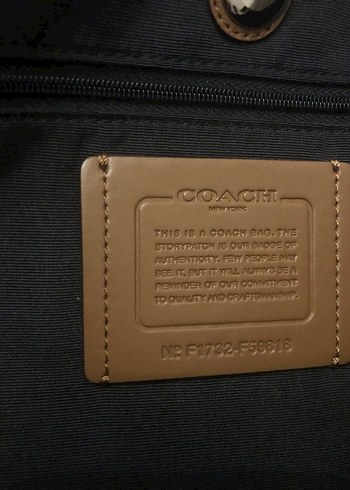 COACH
NEW YORK
THIS IS A COACH BAG. THE
STORYPATCH IS OUR BADGE OF
AUTHENTICITY. FEW PEOPLE MAY
SEE IT, BUT IT WILL ALWAYS BE A
REMINDER OF OUR COMMITMENT
TO QUALITY AND CRAFTSMANSHIP.
Nº F1732-F59818